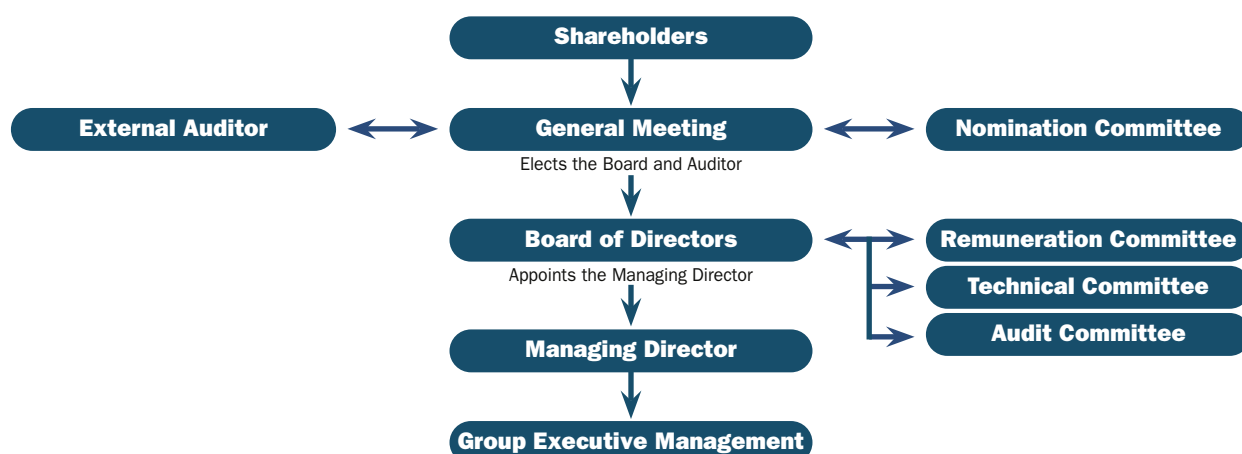 Shareholders
External Auditor
General Meeting
Nomination Committee
Elects the Board and Auditor
Board of Directors
Remuneration Committee
Appoints the Managing Director
Technical Committee
Audit Committee
Managing Director
Group Executive Management